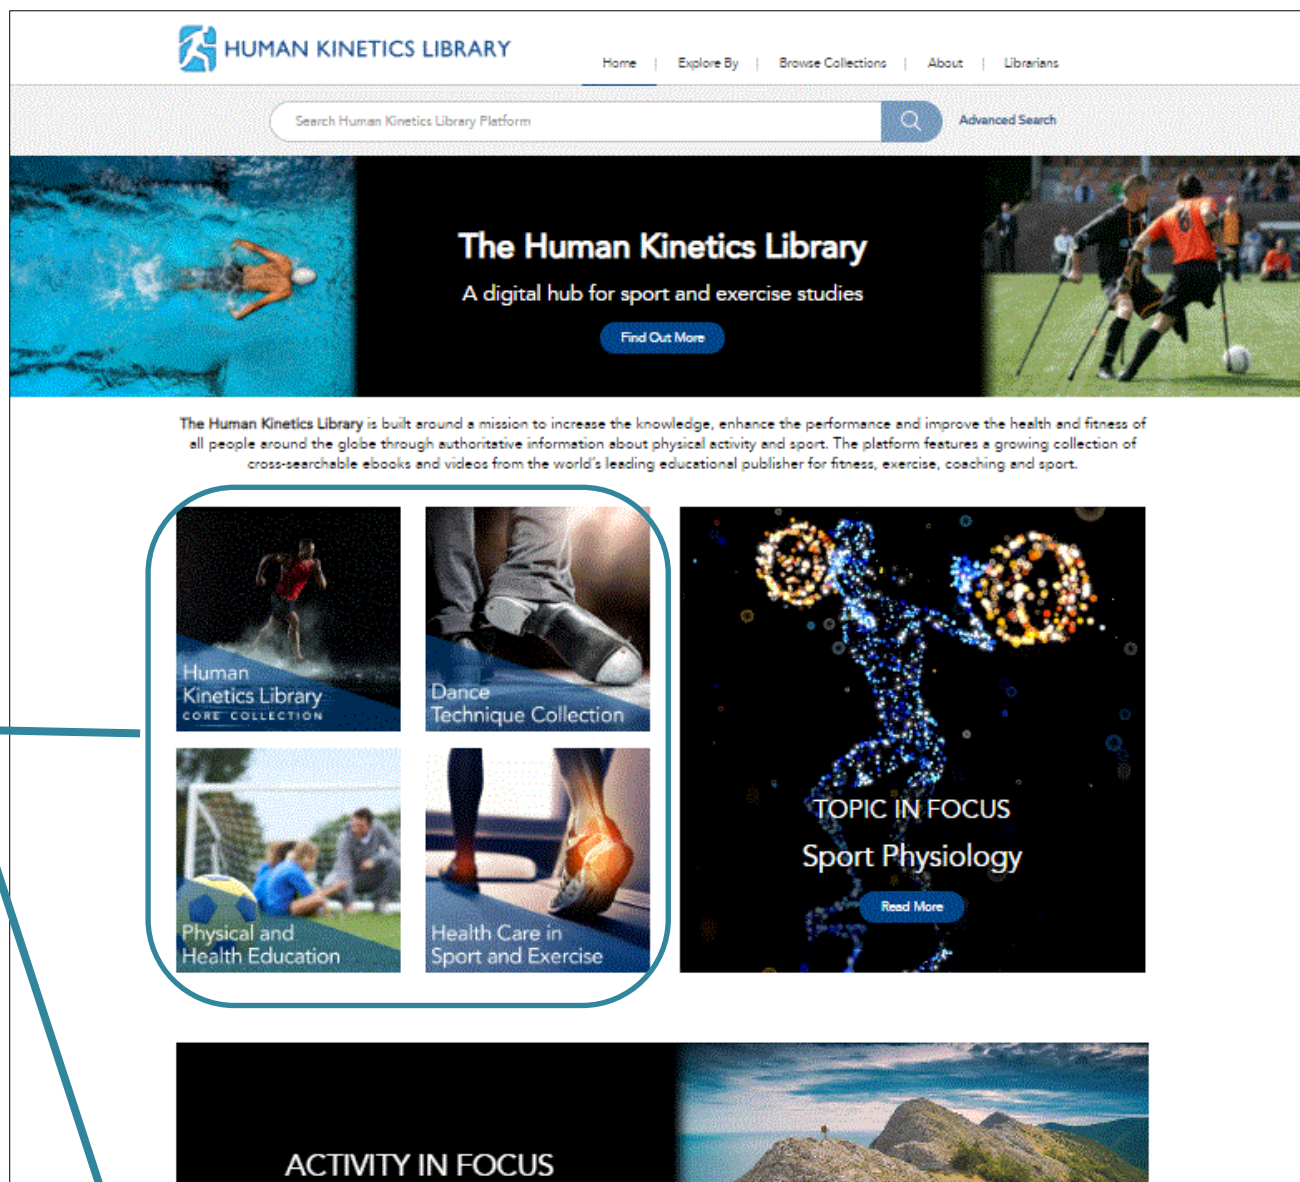 HUMAN KINETICS LIBRARY
Home | Explore By | Browse Collections | About | Librarians
Search Human Kinetics Library Platform
Advanced Search
The Human Kinetics Library
A digital hub for sport and exercise studies
Find Out More
6
The Human Kinetics Library is built around a mission to increase the knowledge, enhance the performance and improve the health and fitness of
all people around the globe through authoritative information about physical activity and sport. The platform features a growing collection of
cross-searchable ebooks and videos from the world's leading educational publisher for fitness, exercise, coaching and sport.
Human
Kinetics Library
CORE COLLECTION
Dance
Technique Collection
Physical and
Health Education
Health Care in
Sport and Exercise
TOPIC IN FOCUS
Sport Physiology
Read More
ACTIVITY IN FOCUS